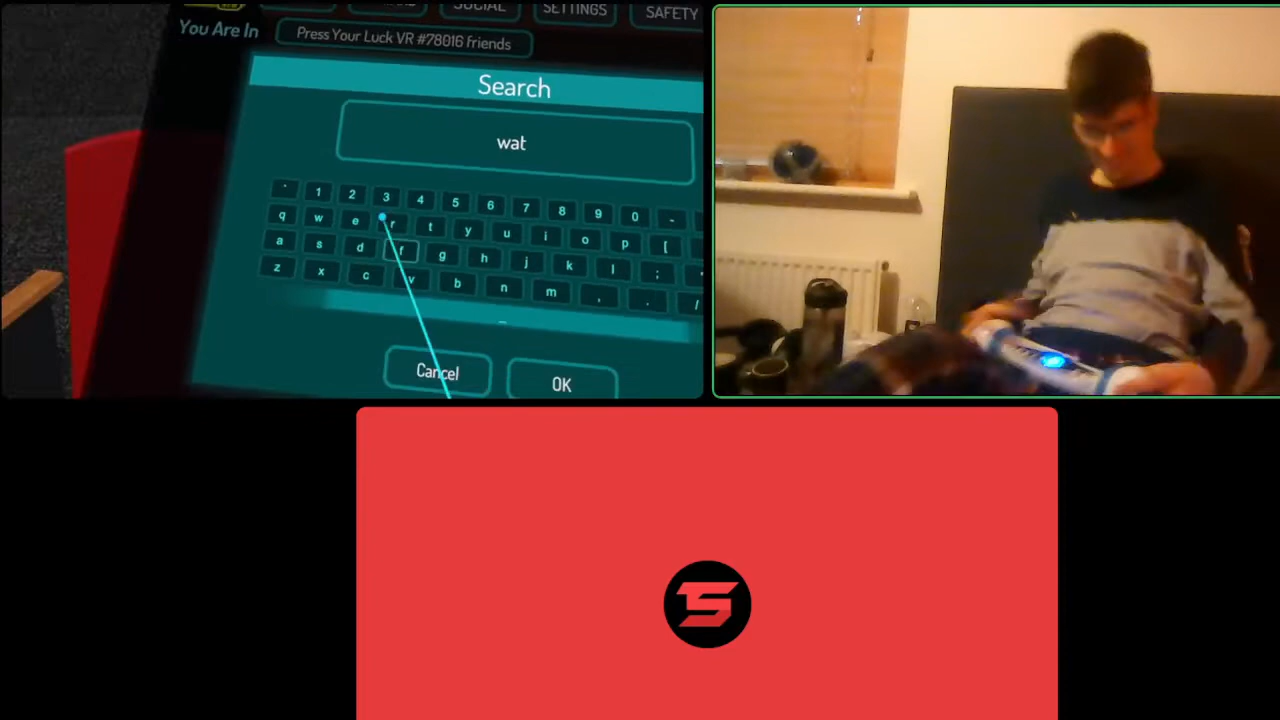 SOCIAL SETTINGS SAFETY
You Are In Press Your Luck VR #78016 friends
Search
wat
` 1 2 3 4 5 6 7 8 9 0 -
q w e r t y u i o p [
a s d f g h j k l ;
z x c v b n m , . /
Cancel OK